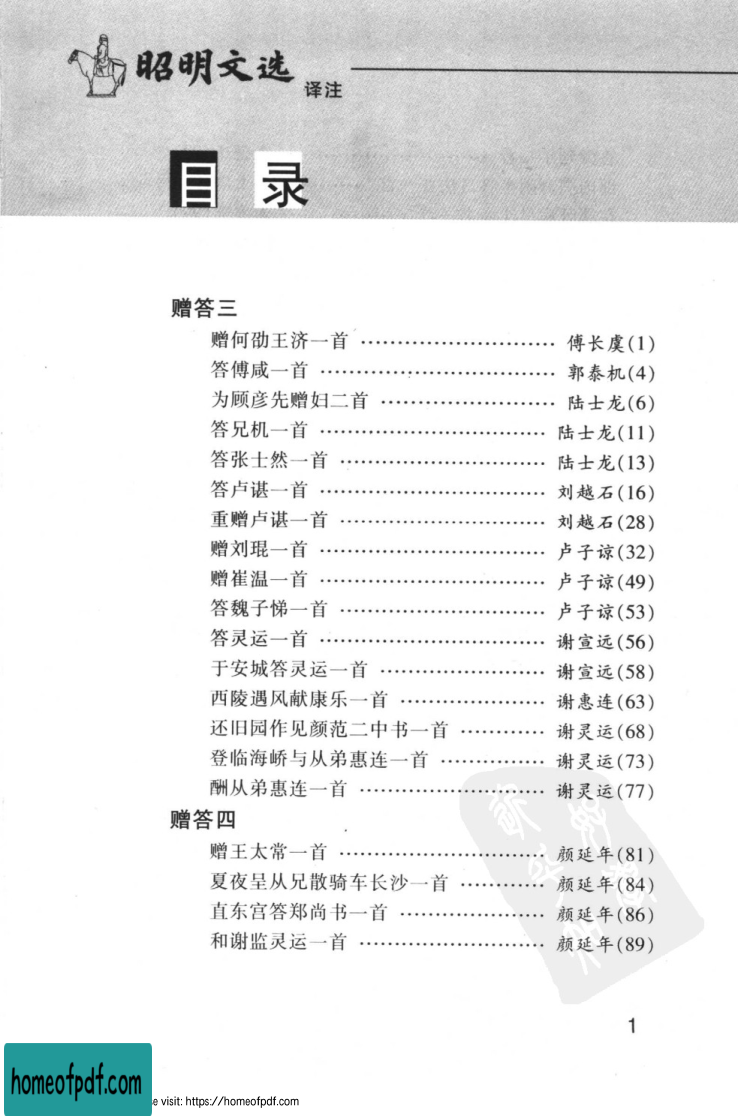 昭明文选
译注
目录
赠答三
赠何劭王济一首 ………………………… 傅长虞(1)
答傅咸一首 ………………………… 郭泰机(4)
为顾彦先赠妇二首 ………………………… 陆士龙(6)
答兄机一首 ………………………… 陆士龙(11)
答张士然一首 ………………………… 陆士龙(13)
答卢谌一首 ………………………… 刘越石(16)
重赠卢谌一首 ………………………… 刘越石(28)
赠刘琨一首 ………………………… 卢子谅(32)
赠崔温一首 ………………………… 卢子谅(49)
答魏子悌一首 ………………………… 卢子谅(53)
答灵运一首 ………………………… 谢宣远(56)
于安城答灵运一首 ………………………… 谢宣远(58)
西陵遇风献康乐一首 ………………………… 谢惠连(63)
还旧园作见颜范二中书一首 ………… 谢灵运(68)
登临海峤与从弟惠连一首 …………… 谢灵运(73)
酬从弟惠连一首 ………………………… 谢灵运(77)
赠答四
赠王太常一首 ………………………… 颜延年(81)
夏夜呈从兄散骑车长沙一首 ………… 颜延年(84)
直东宫答郑尚书一首 ………………… 颜延年(86)
和谢监灵运一首 ………………………… 颜延年(89)
1
homeofpdf.com
se visit: https://homeofpdf.com